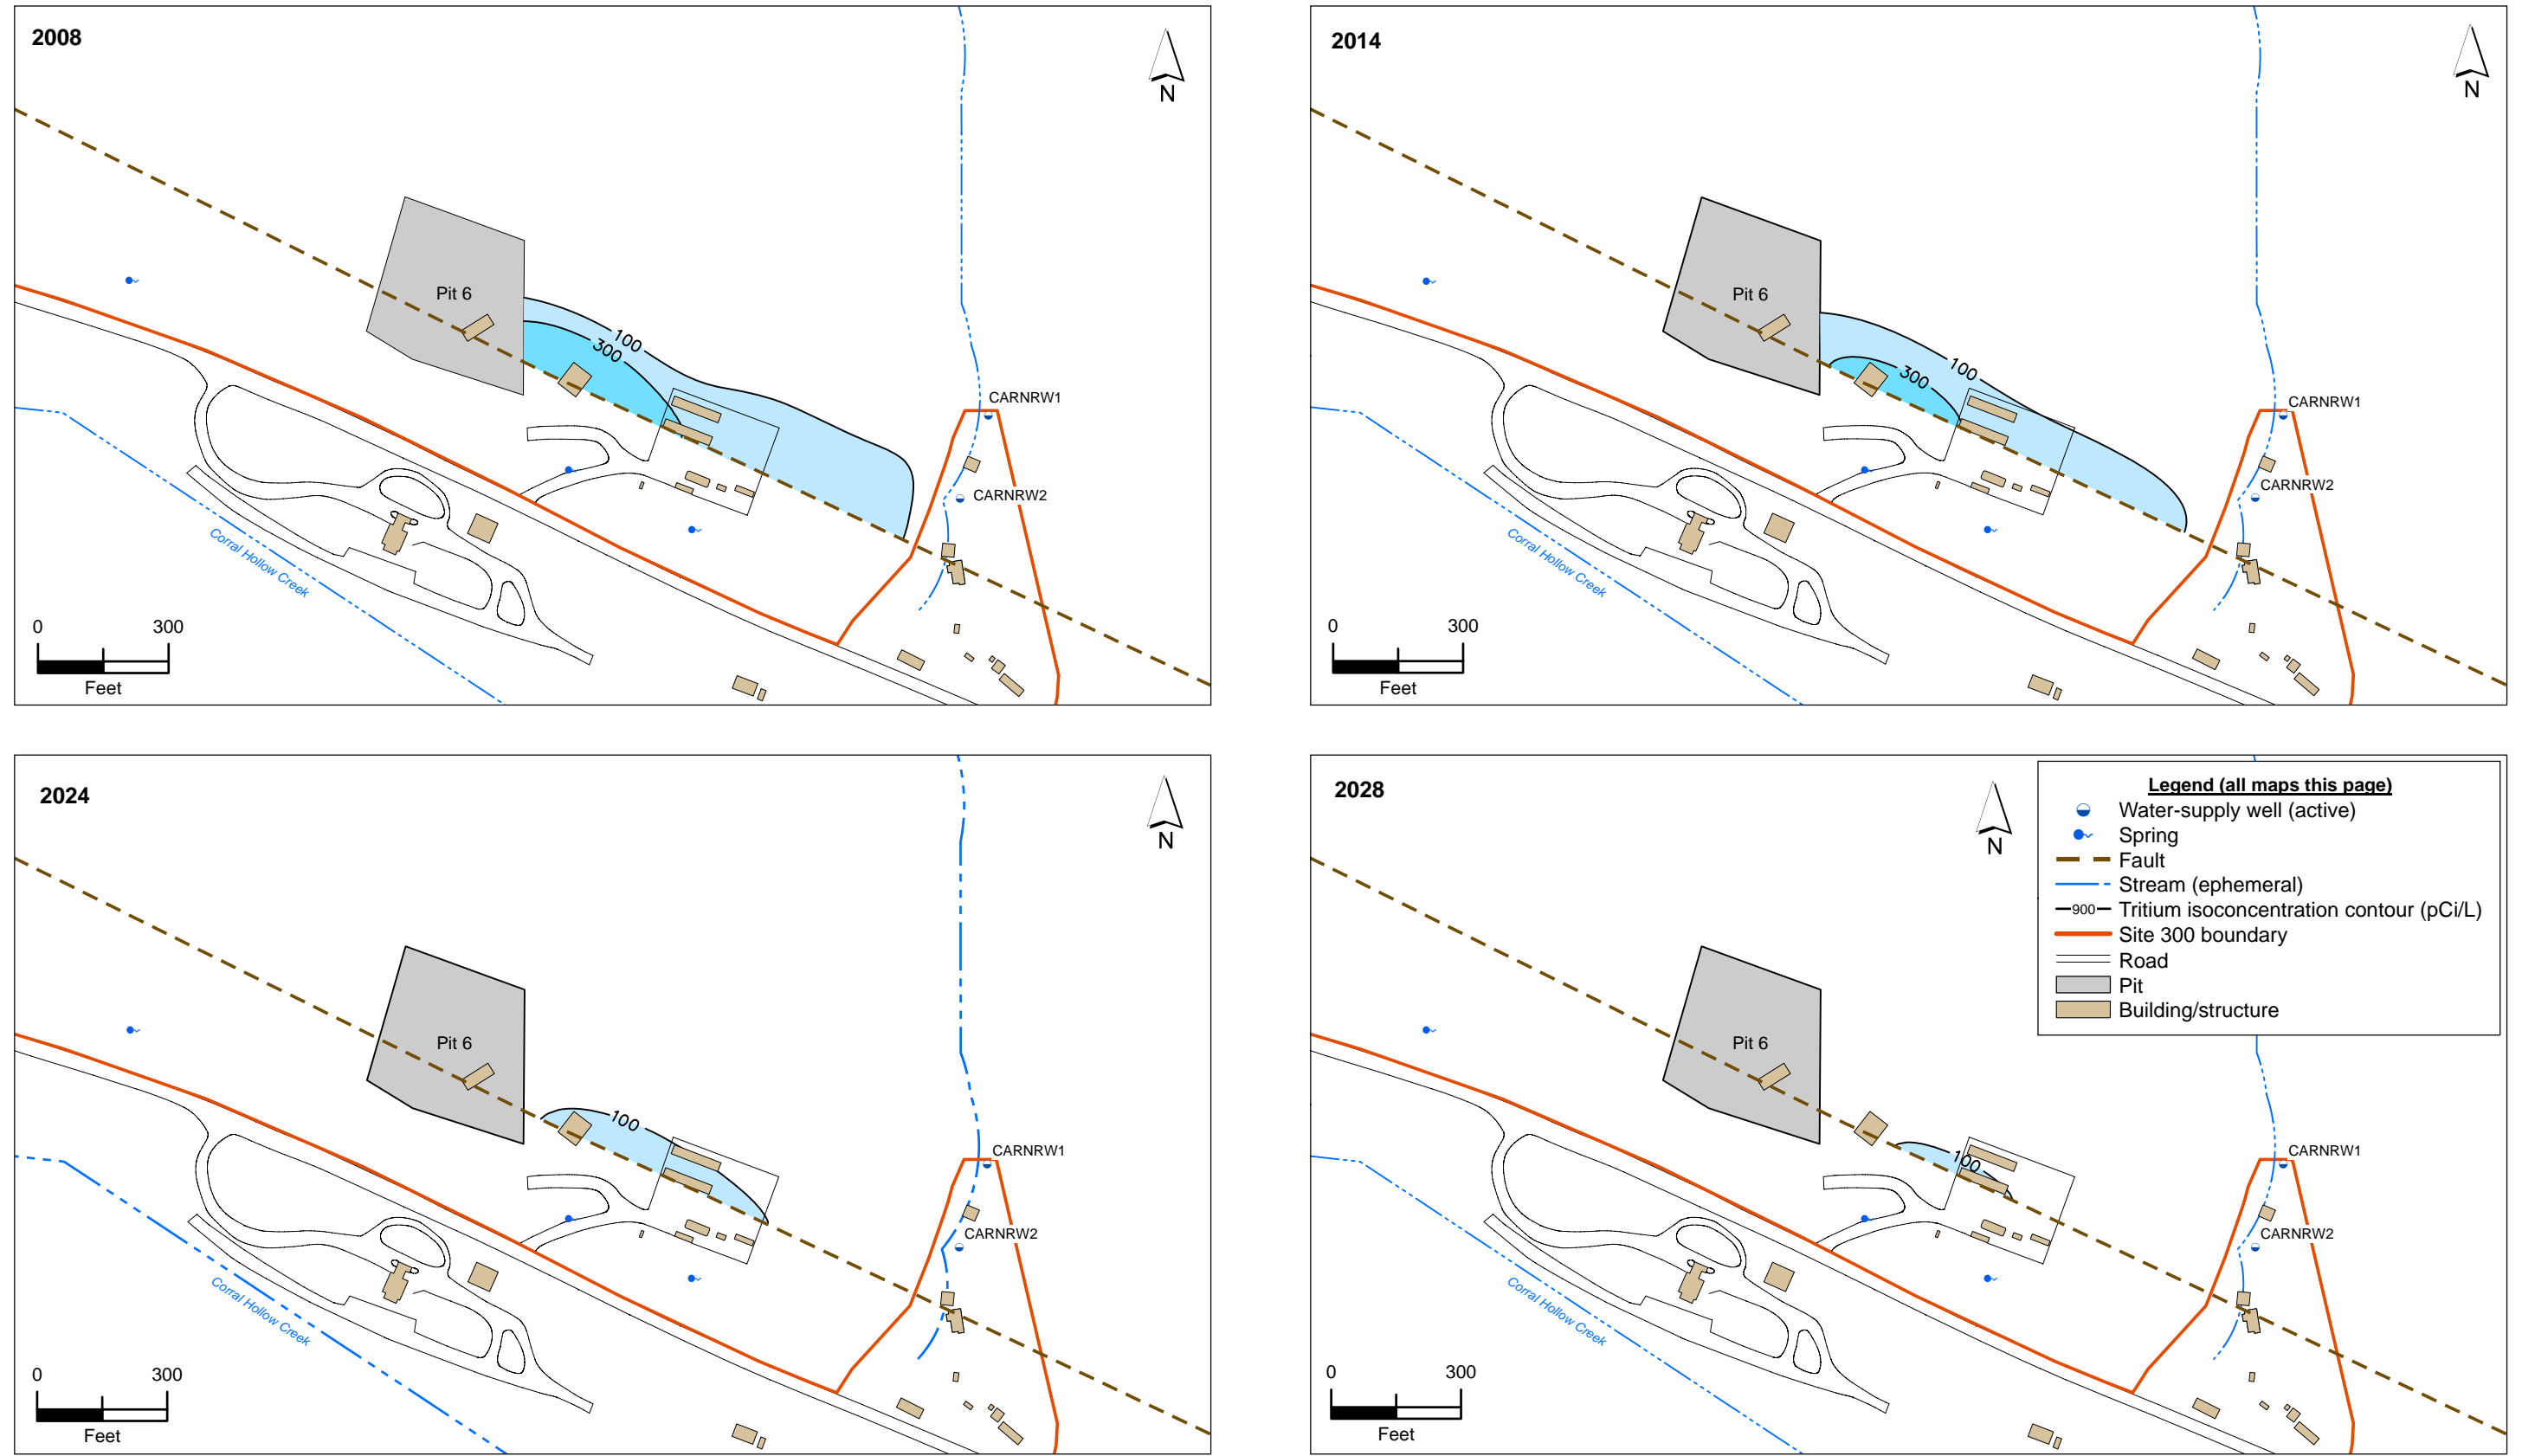 2008
N
Pit 6
100
300
CARNRW1
CARNRW2
Corral Hollow Creek
0 300
Feet
2014
N
Pit 6
100
300
CARNRW1
CARNRW2
Corral Hollow Creek
0 300
Feet
2024
N
Pit 6
100
CARNRW1
CARNRW2
Corral Hollow Creek
0 300
Feet
2028
N
Legend (all maps this page)
Water-supply well (active)
Spring
Fault
Stream (ephemeral)
900 Tritium isoconcentration contour (pCi/L)
Site 300 boundary
Road
Pit
Building/structure
Pit 6
100
CARNRW1
CARNRW2
Corral Hollow Creek
0 300
Feet